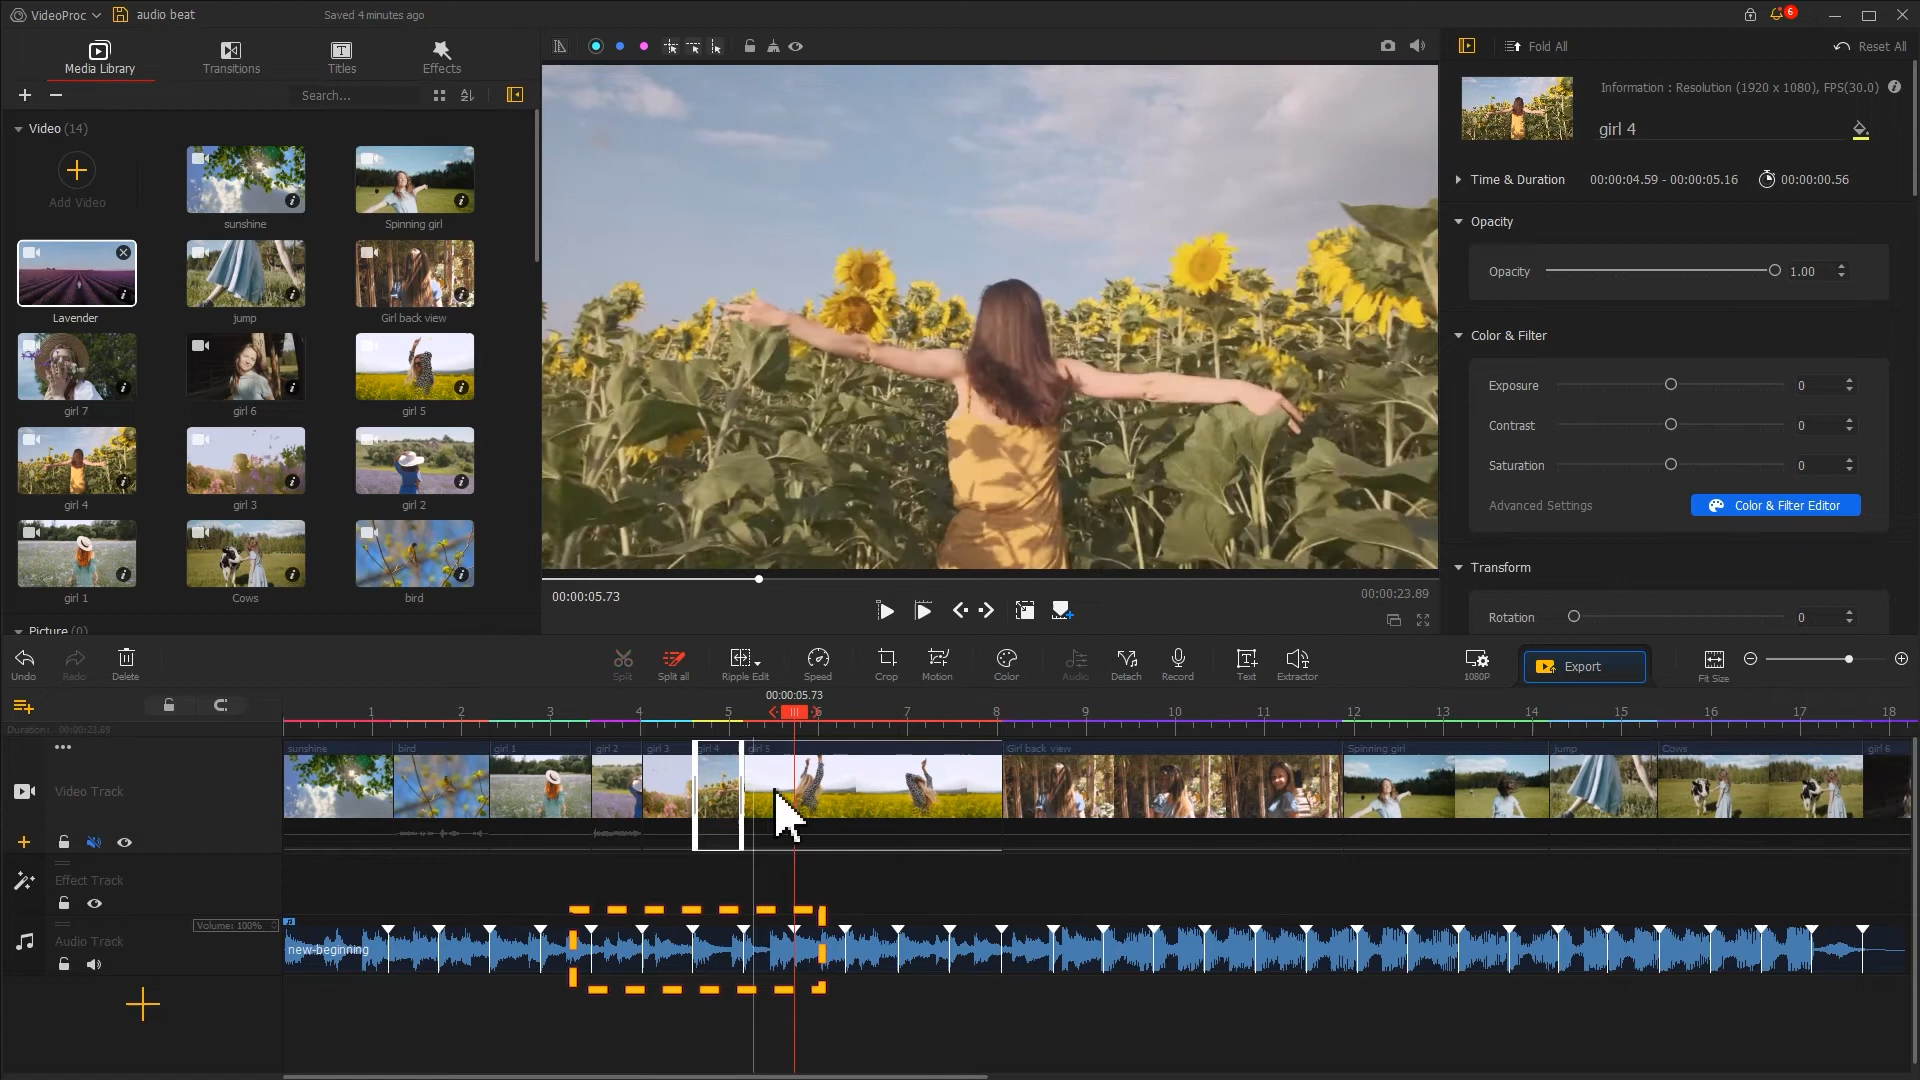 VideoProc
audio beat
Saved 4 minutes ago
6
Media Library
Transitions
Titles
Effects
Fold All
Reset All
Search...
Information : Resolution (1920 x 1080), FPS(30.0)
girl 4
Video (14)
Add Video
sunshine
Spinning girl
Lavender
jump
Girl back view
girl 7
girl 6
girl 5
girl 4
girl 3
girl 2
girl 1
Cows
bird
Picture (0)
Time & Duration 00:00:04.59 - 00:00:05.16 00:00:00.56
Opacity
Opacity 1.00
Color & Filter
Exposure 0
Contrast 0
Saturation 0
Advanced Settings
Color & Filter Editor
Transform
Rotation 0
00:00:05.73
00:00:23.89
Undo
Redo
Delete
Split
Split all
Ripple Edit
Speed
Crop
Motion
Color
Audio
Detach
Record
Text
Extractor
1080P
Export
Fit Size
00:00:05.73
1 2 3 4 5 6 7 8 9 10 11 12 13 14 15 16 17 18
Duration: 00:00:23.89
sunshine
bird
girl 1
girl 2
girl 3
girl 4
girl 5
Girl back view
Spinning girl
jump
Cows
girl 6
Video Track
Effect Track
Volume: 100%
Audio Track
new-beginning